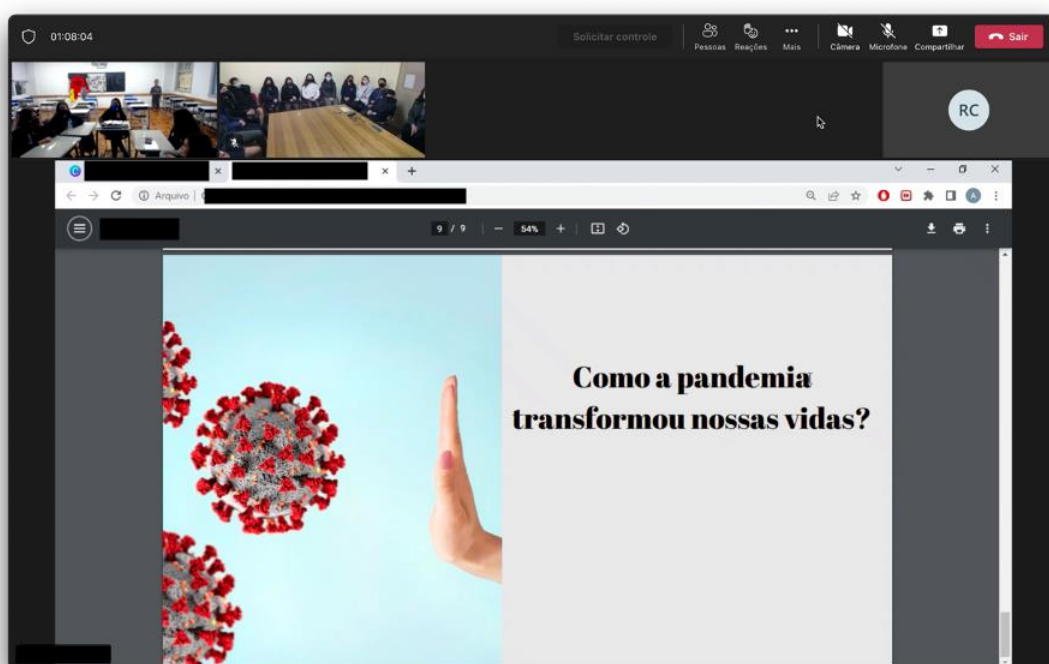 01:08:04
Solicitar controle
Pessoas
Reações
Mais
Câmera
Microfone
Compartilhar
Sair
RC
Arquivo
A
9 / 9
54%
Como a pandemia
transformou nossas vidas?